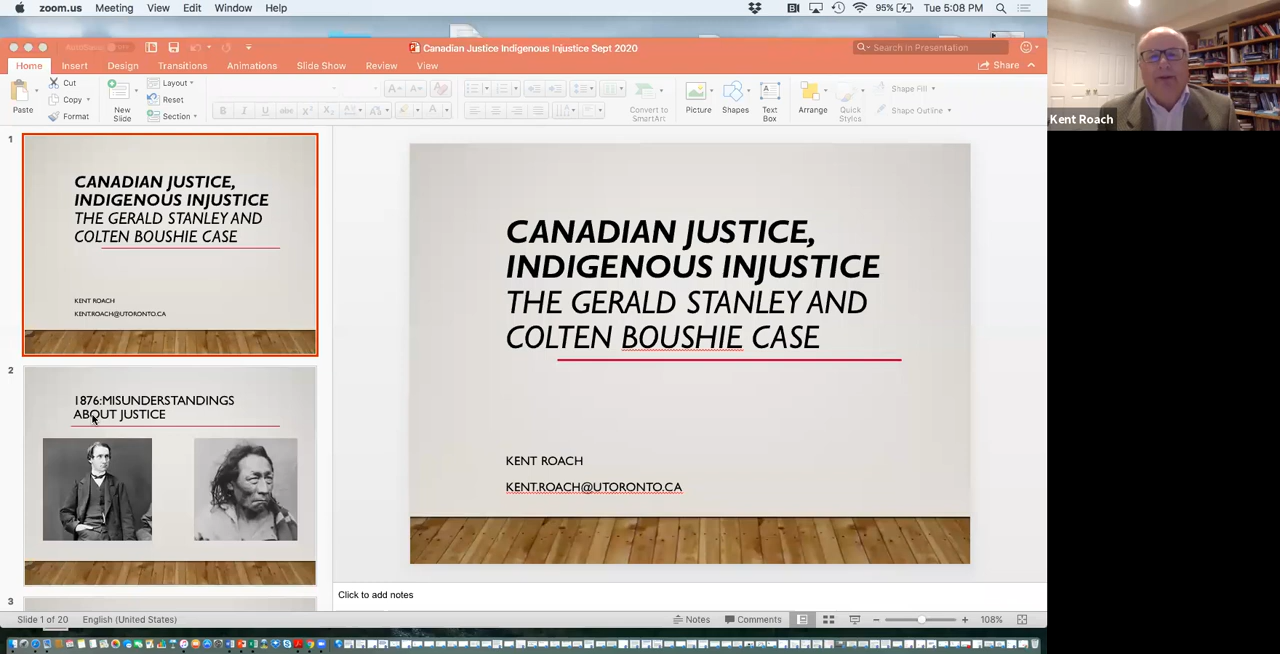 zoom.us Meeting View Edit Window Help
95% Tue 5:08 PM
AutoSave
Canadian Justice Indigenous Injustice Sept 2020
Search in Presentation
Home Insert Design Transitions Animations Slide Show Review View
Share
Paste
Cut
Copy
Format
New
Slide
Layout
Reset
Section
B I U abc
Convert to
SmartArt
Picture
Shapes
Text
Box
Arrange
Quick
Styles
Shape Fill
Shape Outline
1
CANADIAN JUSTICE,
INDIGENOUS INJUSTICE
THE GERALD STANLEY AND
COLTEN BOUSHIE CASE
KENT ROACH
KENT.ROACH@UTORONTO.CA
2
1876:MISUNDERSTANDINGS
ABOUT JUSTICE
3
CANADIAN JUSTICE,
INDIGENOUS INJUSTICE
THE GERALD STANLEY AND
COLTEN BOUSHIE CASE
KENT ROACH
KENT.ROACH@UTORONTO.CA
Click to add notes
Slide 1 of 20 English (United States)
Notes Comments 108%
Kent Roach